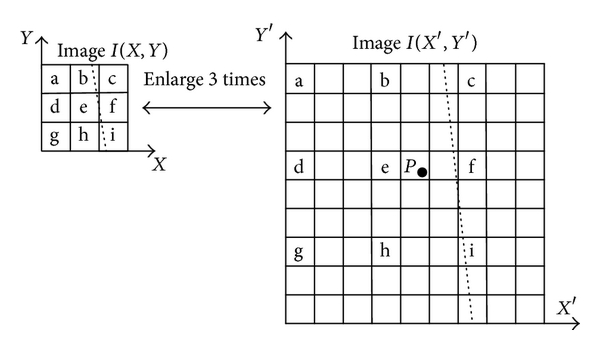 Y
Image I(X, Y)
a b c
d e f
g h i
X
Enlarge 3 times
Y′
Image I(X′, Y′)
a b c
d e P f
g h i
X′